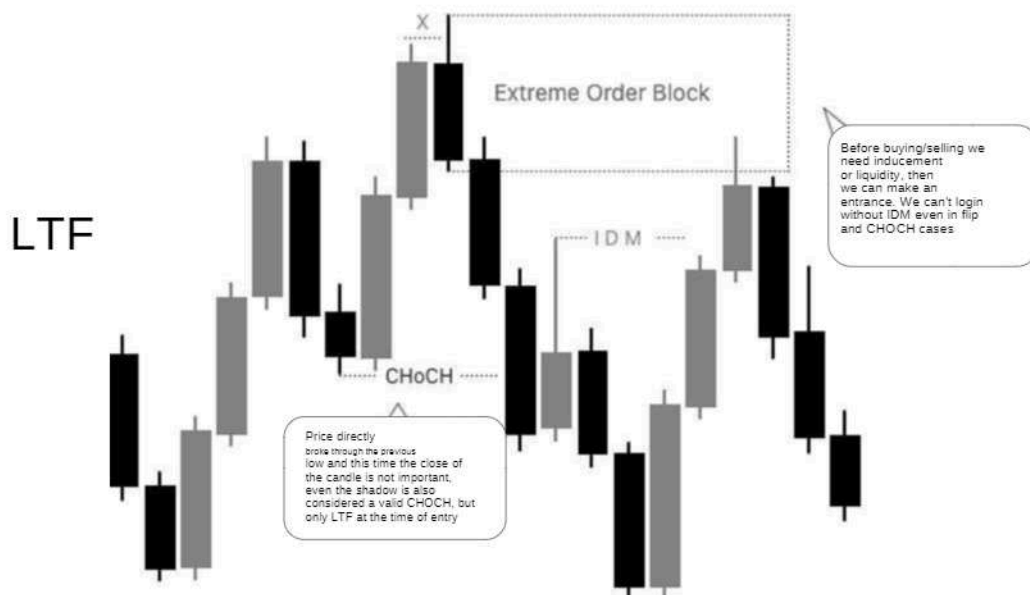 X
Extreme Order Block
Before buying/selling we
need inducement
or liquidity, then
we can make an
entrance. We can't login
without IDM even in flip
and CHOCH cases
LTF
IDM
CHoCH
Price directly
broke through the previous
low and this time the close of
the candle is not important,
even the shadow is also
considered a valid CHOCH, but
only LTF at the time of entry